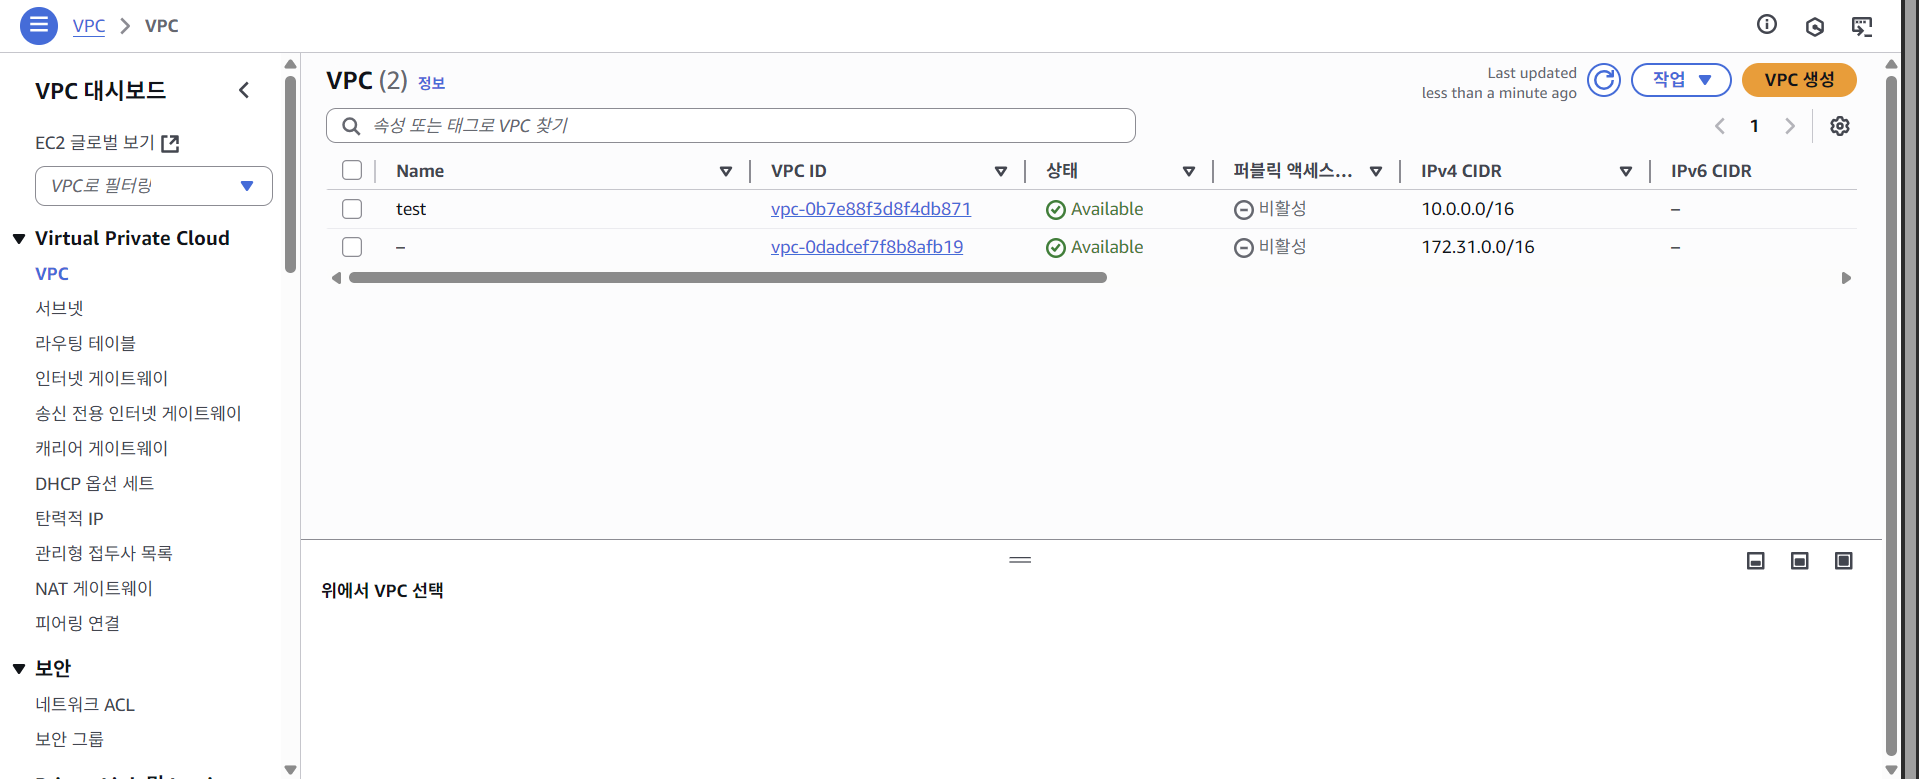 VPC > VPC
VPC 대시보드
EC2 글로벌 보기
VPC로 필터링
Virtual Private Cloud
VPC
서브넷
라우팅 테이블
인터넷 게이트웨이
송신 전용 인터넷 게이트웨이
캐리어 게이트웨이
DHCP 옵션 세트
탄력적 IP
관리형 접두사 목록
NAT 게이트웨이
피어링 연결
보안
네트워크 ACL
보안 그룹
VPC (2) 정보
Last updated
less than a minute ago
작업
VPC 생성
속성 또는 태그로 VPC 찾기
1
Name VPC ID 상태 퍼블릭 액세스... IPv4 CIDR IPv6 CIDR
test vpc-0b7e88f3d8f4db871 Available 비활성 10.0.0.0/16 –
– vpc-0dadcef7f8b8afb19 Available 비활성 172.31.0.0/16 –
위에서 VPC 선택